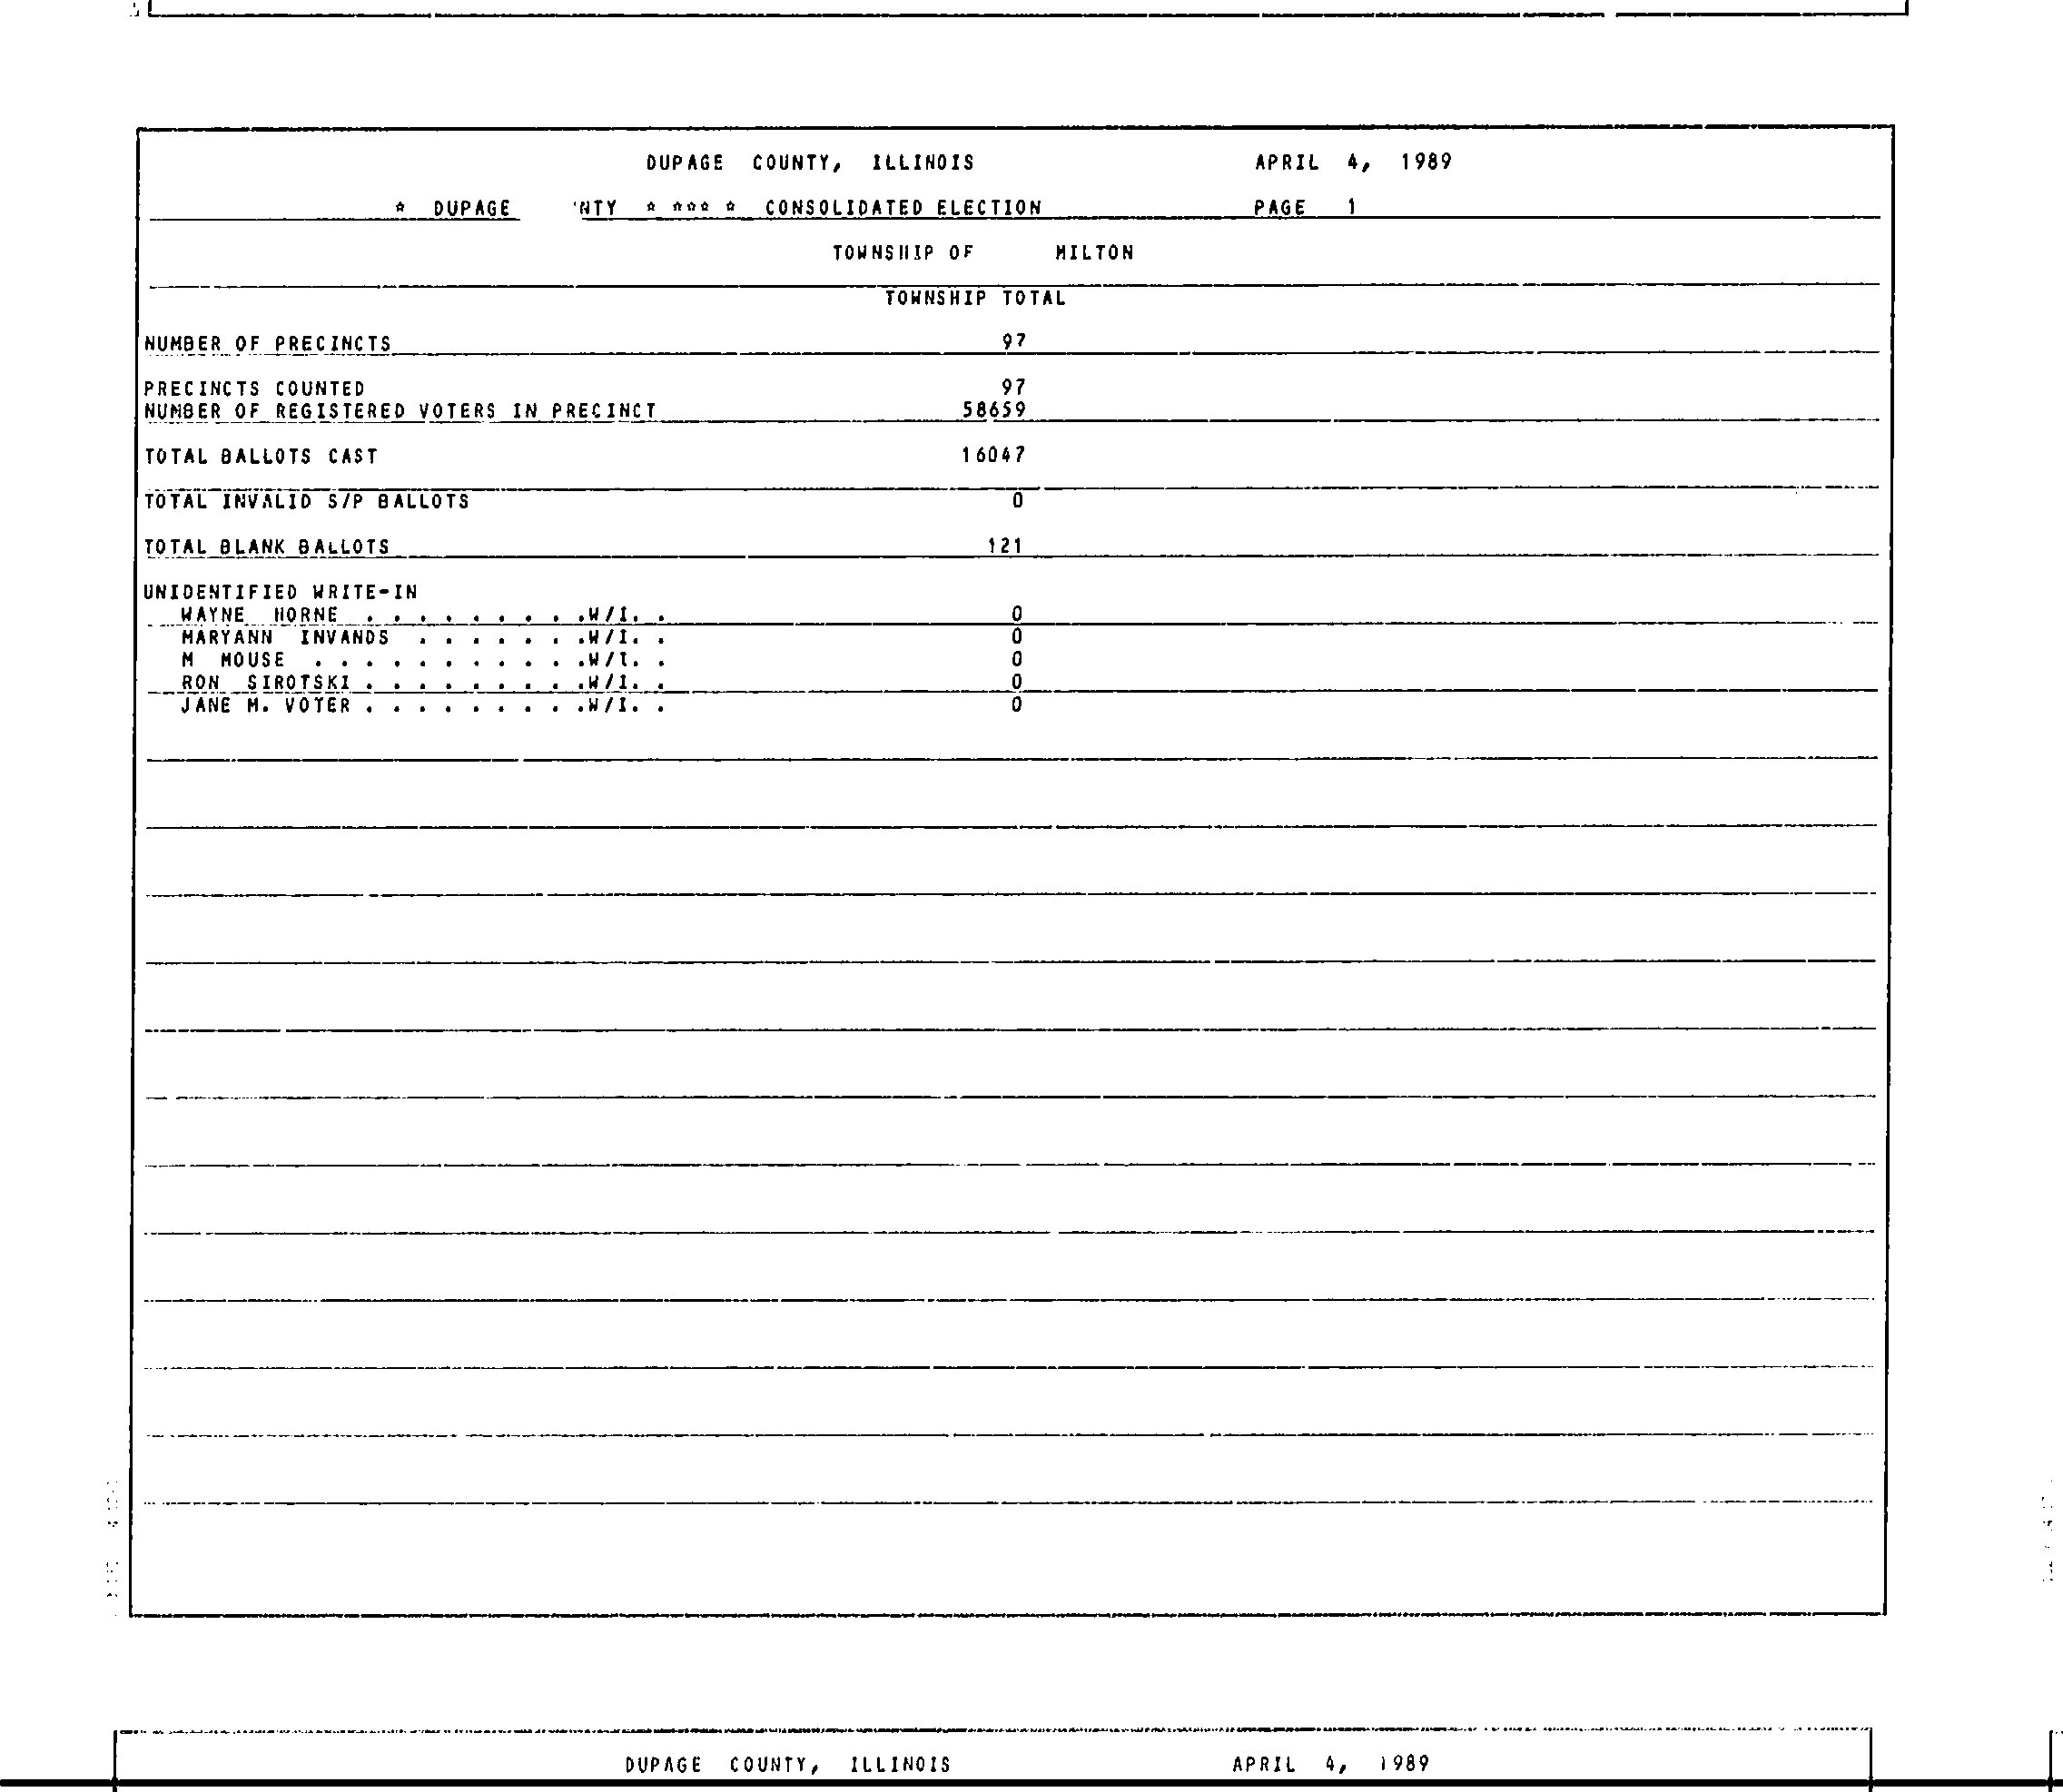 DUPAGE COUNTY, ILLINOIS APRIL 4, 1989
* DUPAGE NTY * *** * CONSOLIDATED ELECTION PAGE 1
TOWNSHIP OF MILTON
TOWNSHIP TOTAL
NUMBER OF PRECINCTS 97
PRECINCTS COUNTED 97
NUMBER OF REGISTERED VOTERS IN PRECINCT 58659
TOTAL BALLOTS CAST 16047
TOTAL INVALID S/P BALLOTS 0
TOTAL BLANK BALLOTS 121
UNIDENTIFIED WRITE-IN
WAYNE HORNE . . . . . . . . .W/I. . 0
MARYANN INVANDS . . . . . . .W/I. . 0
M MOUSE . . . . . . . . . . .W/I. . 0
RON SIROTSKI . . . . . . . . .W/I. . 0
JANE M. VOTER . . . . . . . . .W/I. . 0
DUPAGE COUNTY, ILLINOIS APRIL 4, 1989